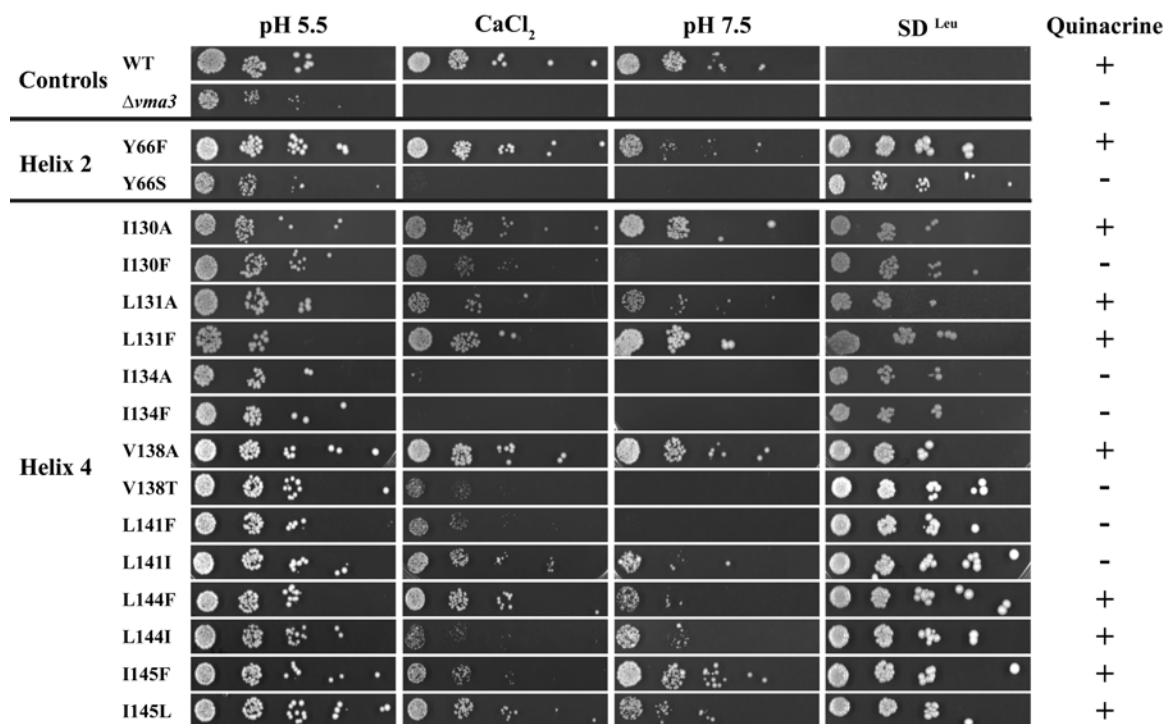 pH 5.5 CaCl₂ pH 7.5 SD Leu Quinacrine
Controls
WT +
Δvma3 -
Helix 2
Y66F +
Y66S -
Helix 4
I130A +
I130F -
L131A +
L131F +
I134A -
I134F -
V138A +
V138T -
L141F -
L141I -
L144F +
L144I +
I145F +
I145L +